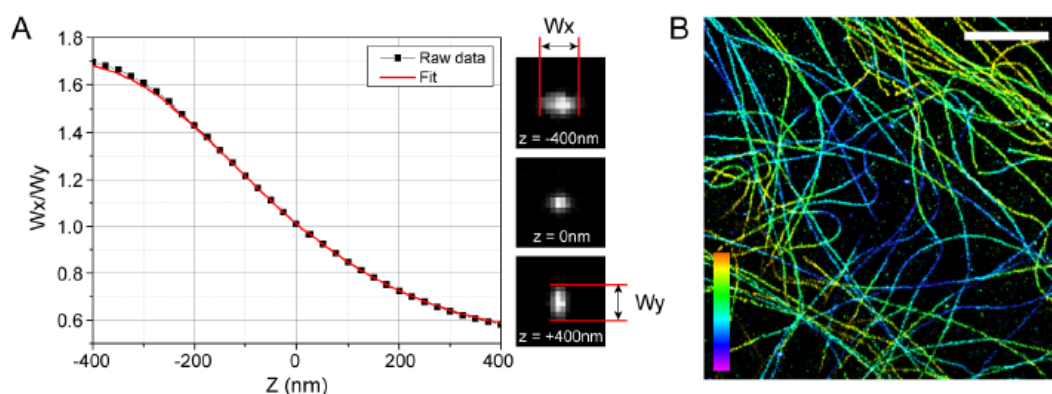 A
B
Wx/Wy
1.8
1.6
1.4
1.2
1.0
0.8
0.6
-400
-200
0
200
400
Z (nm)
Raw data
Fit
Wx
z = -400nm
z = 0nm
z = +400nm
Wy